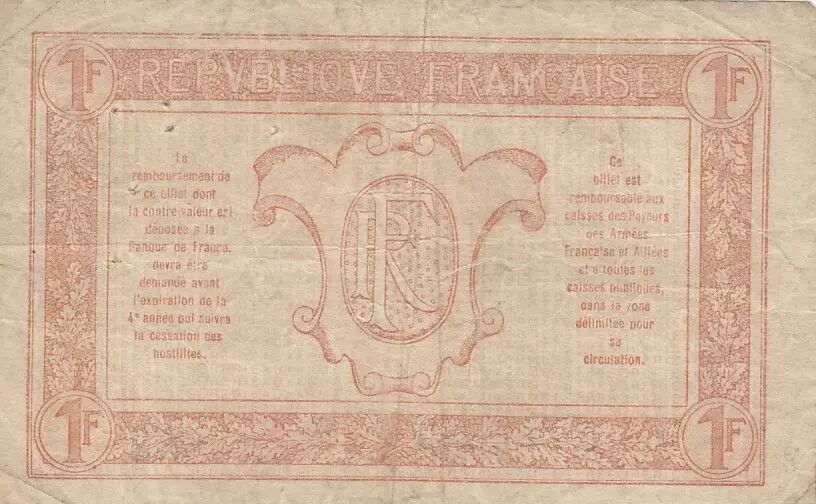 1F
REPVBLIQVE FRANÇAISE
1F
Le
remboursement de
ce billet dont
la contre valeur est
déposée a la
Banque de France,
devra être
demandé avant
l'expiration de la
4e année qui suivra
la cessation des
hostilités.
RF
Ce
billet est
remboursable aux
caisses des Payeurs
des Armées
Française et Alliées
et a toutes les
caisses publiques,
dans la zone
délimitée pour
sa
circulation.
1F
1F